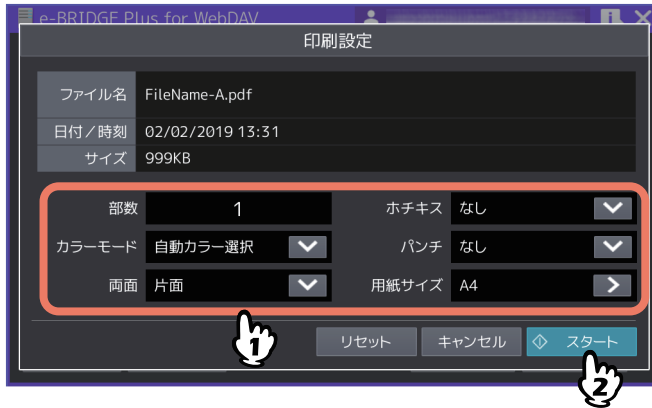 e-BRIDGE Plus for WebDAV
印刷設定
ファイル名 FileName-A.pdf
日付／時刻 02/02/2019 13:31
サイズ 999KB
部数 1 ホチキス なし
カラーモード 自動カラー選択 パンチ なし
両面 片面 用紙サイズ A4
リセット キャンセル スタート
1
2